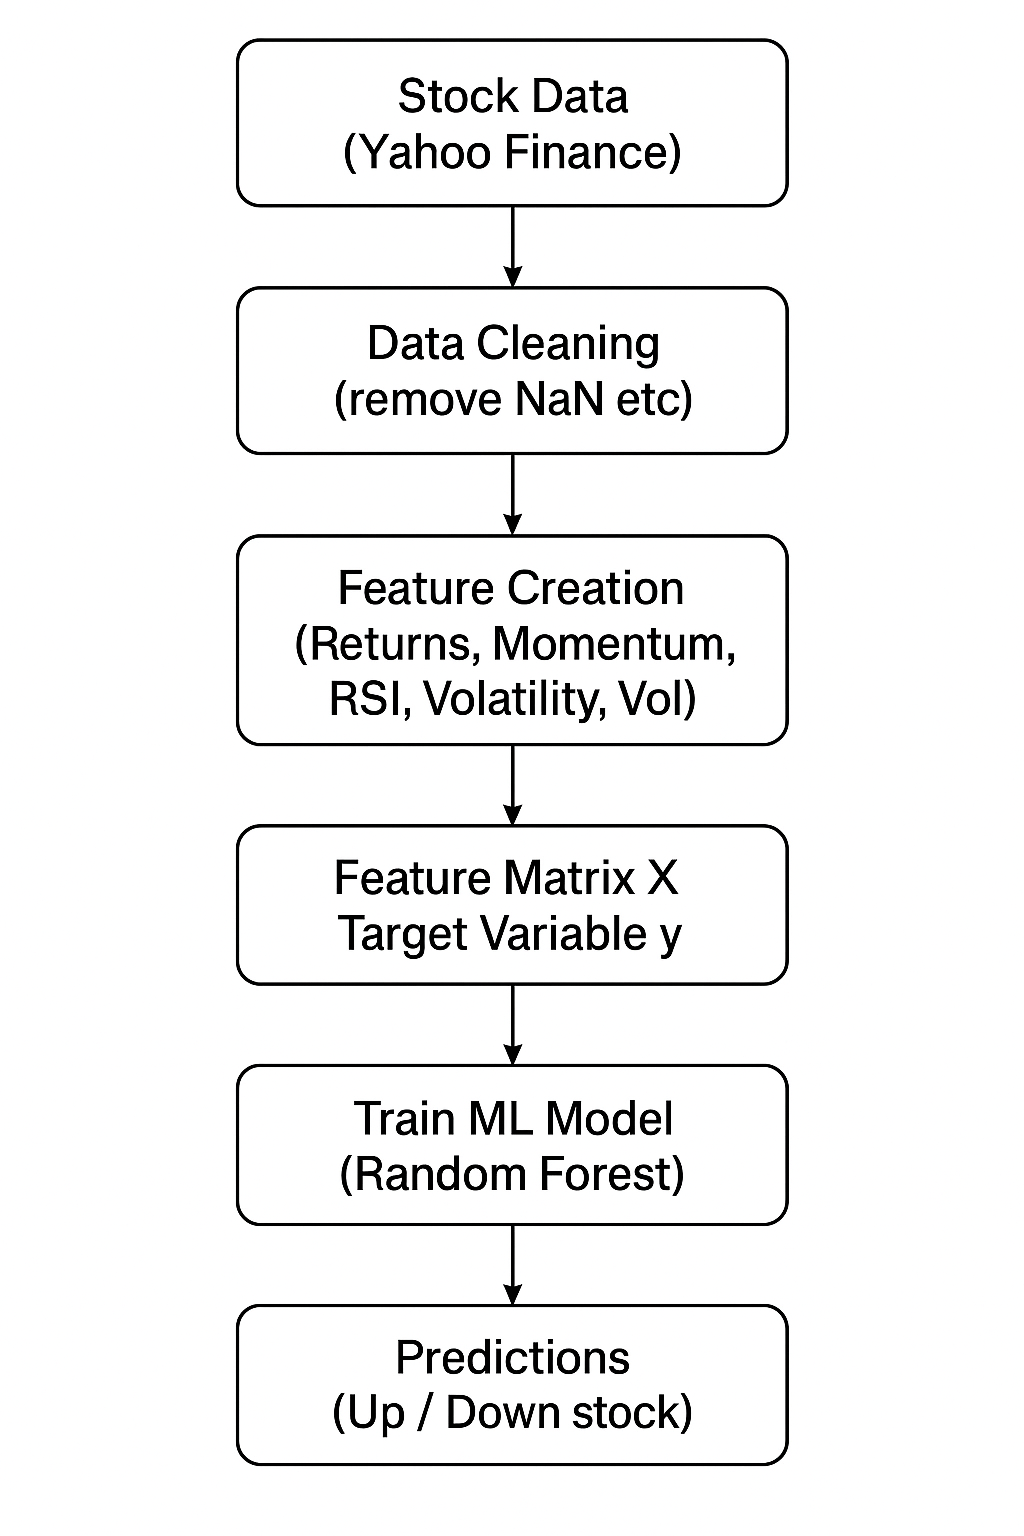 Stock Data
(Yahoo Finance)
Data Cleaning
(remove NaN etc)
Feature Creation
(Returns, Momentum,
RSI, Volatility, Vol)
Feature Matrix X
Target Variable y
Train ML Model
(Random Forest)
Predictions
(Up / Down stock)